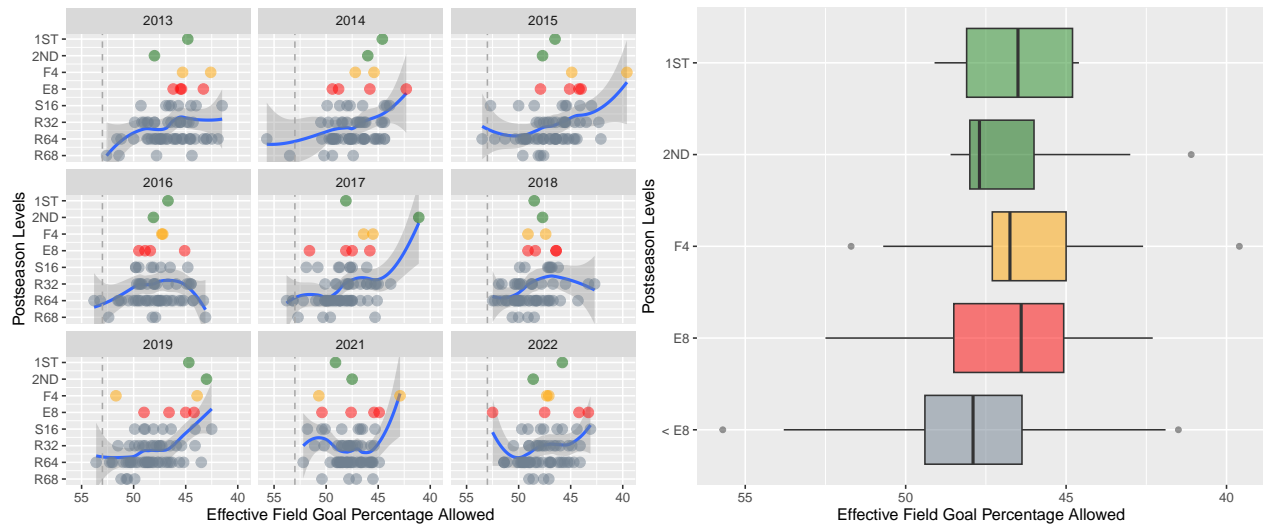 2013 2014 2015
1ST
2ND
F4
E8
S16
R32
R64
R68
2016 2017 2018
1ST
2ND
F4
E8
S16
R32
R64
R68
2019 2021 2022
1ST
2ND
F4
E8
S16
R32
R64
R68
55 50 45 40 55 50 45 40 55 50 45 40
Effective Field Goal Percentage Allowed
Postseason Levels
1ST
2ND
F4
E8
< E8
55 50 45 40
Effective Field Goal Percentage Allowed
Postseason Levels